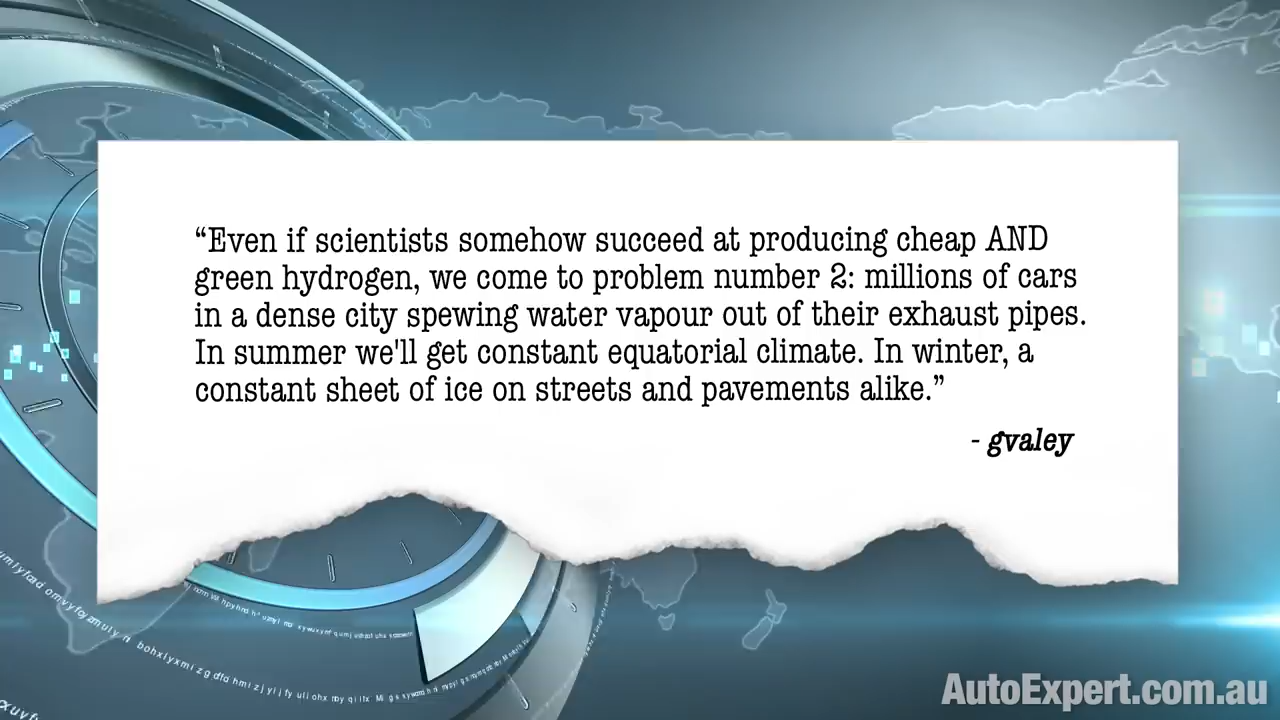 “Even if scientists somehow succeed at producing cheap AND
green hydrogen, we come to problem number 2: millions of cars
in a dense city spewing water vapour out of their exhaust pipes.
In summer we'll get constant equatorial climate. In winter, a
constant sheet of ice on streets and pavements alike.”
- gvaley
AutoExpert.com.au